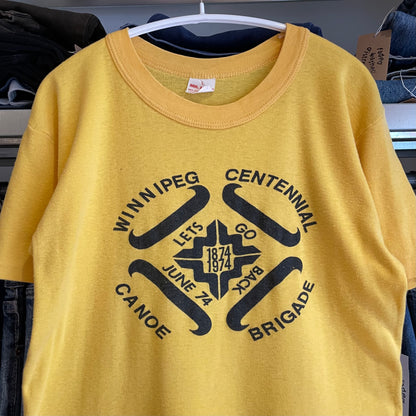 WINNIPEG CENTENNIAL
LETS GO
1874
1974
JUNE 74 BACK
CANOE BRIGADE